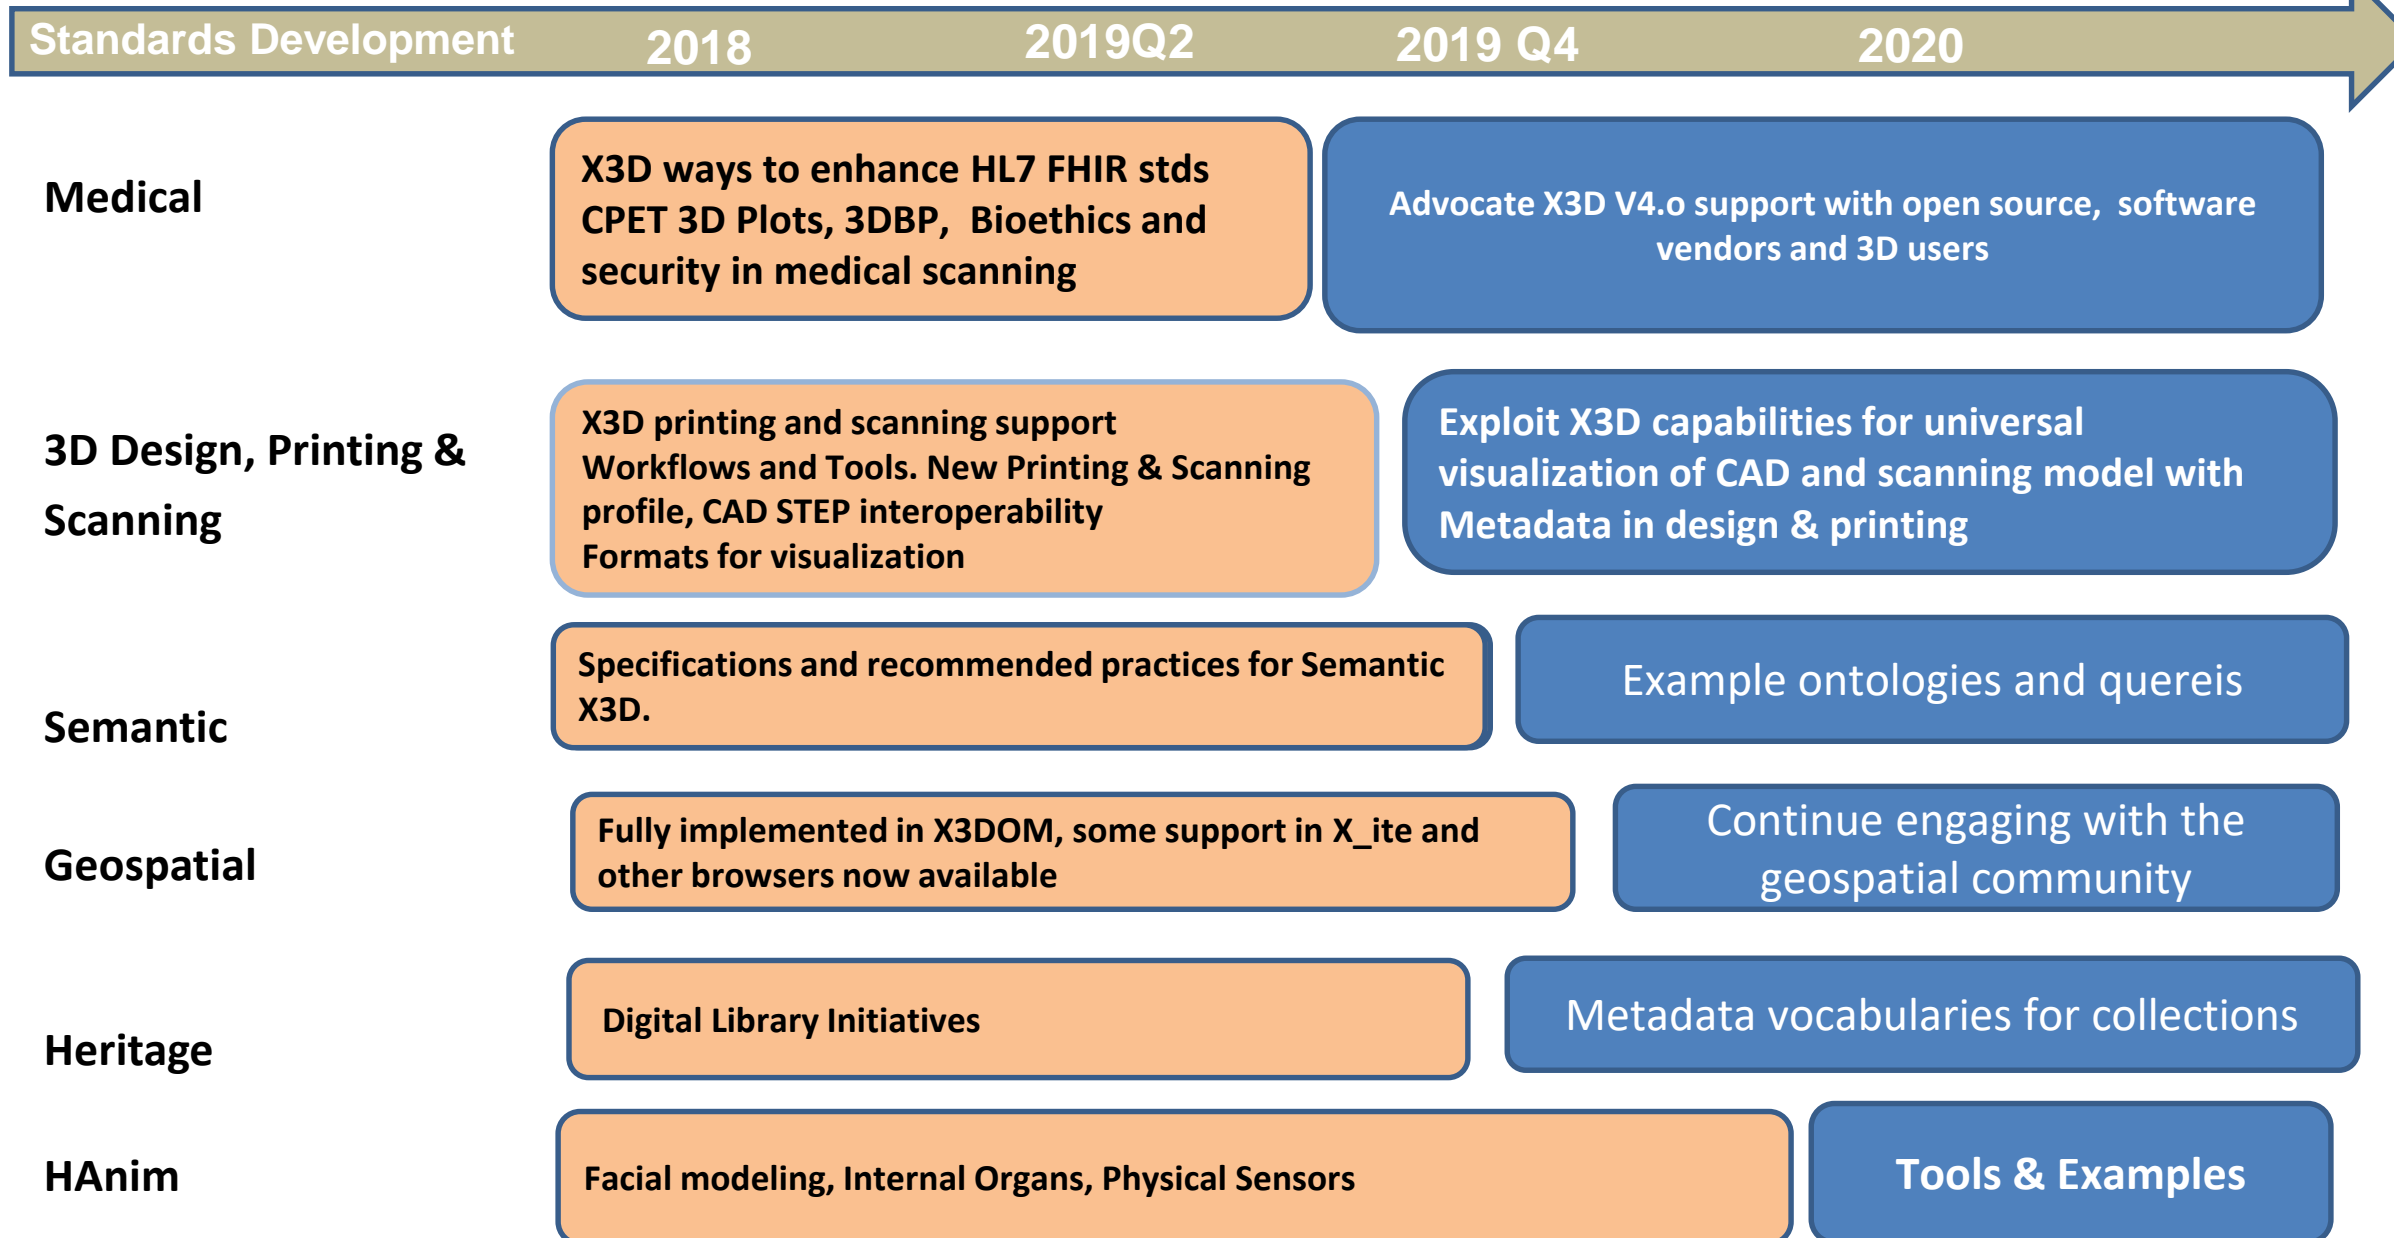 Standards Development 2018 2019Q2 2019 Q4 2020
Medical
X3D ways to enhance HL7 FHIR stds
CPET 3D Plots, 3DBP, Bioethics and
security in medical scanning
Advocate X3D V4.o support with open source, software
vendors and 3D users
3D Design, Printing &
Scanning
X3D printing and scanning support
Workflows and Tools. New Printing & Scanning
profile, CAD STEP interoperability
Formats for visualization
Exploit X3D capabilities for universal
visualization of CAD and scanning model with
Metadata in design & printing
Semantic
Specifications and recommended practices for Semantic
X3D.
Example ontologies and quereis
Geospatial
Fully implemented in X3DOM, some support in X_ite and
other browsers now available
Continue engaging with the
geospatial community
Heritage
Digital Library Initiatives
Metadata vocabularies for collections
HAnim
Facial modeling, Internal Organs, Physical Sensors
Tools & Examples